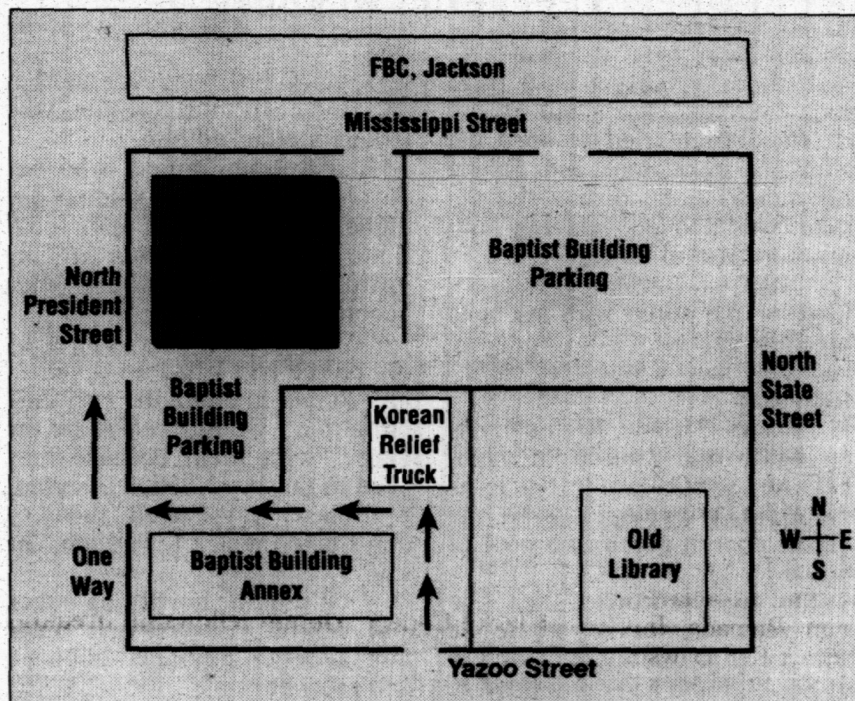 FBC, Jackson
Mississippi Street
Baptist Building
Parking
North
President
Street
North
State
Street
Baptist
Building
Parking
Korean
Relief
Truck
One
Way
Baptist Building
Annex
Old
Library
N
W E
S
Yazoo Street